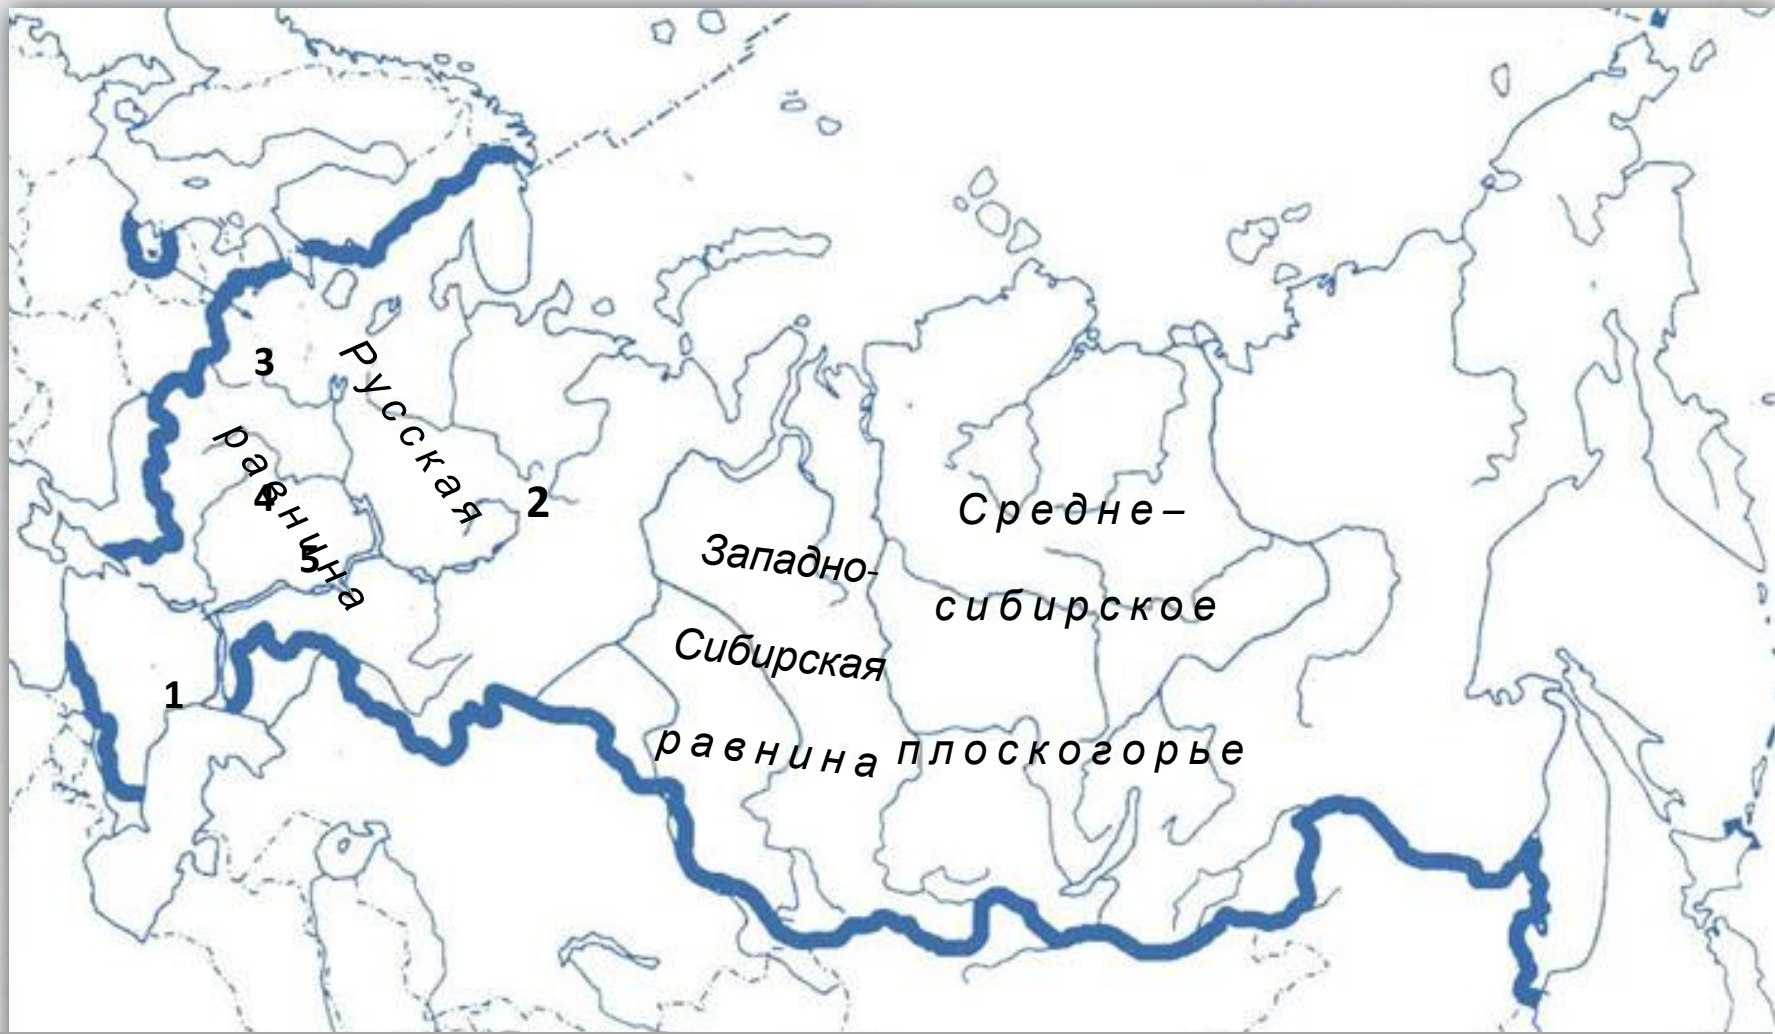 3
Русская
равнина
4
2
5
1
Западно-
Сибирская
равнина
Средне–
сибирское
плоскогорье